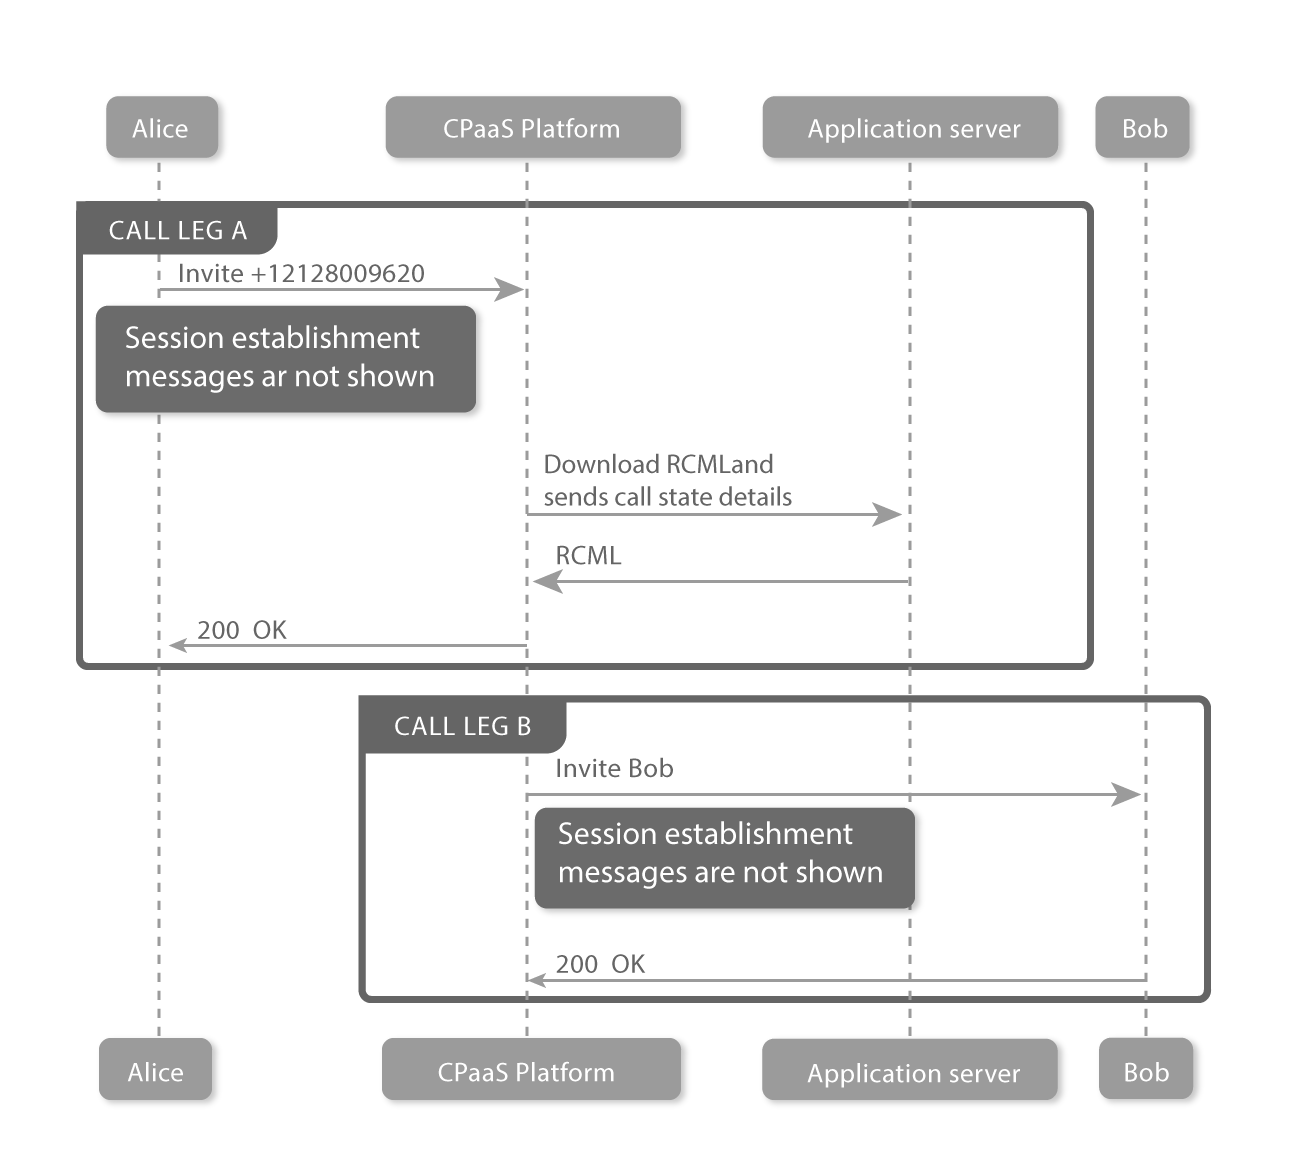 Alice
CPaaS Platform
Application server
Bob
CALL LEG A
Invite +12128009620
Session establishment
messages ar not shown
Download RCMLand
sends call state details
RCML
200 OK
CALL LEG B
Invite Bob
Session establishment
messages are not shown
200 OK
Alice
CPaaS Platform
Application server
Bob